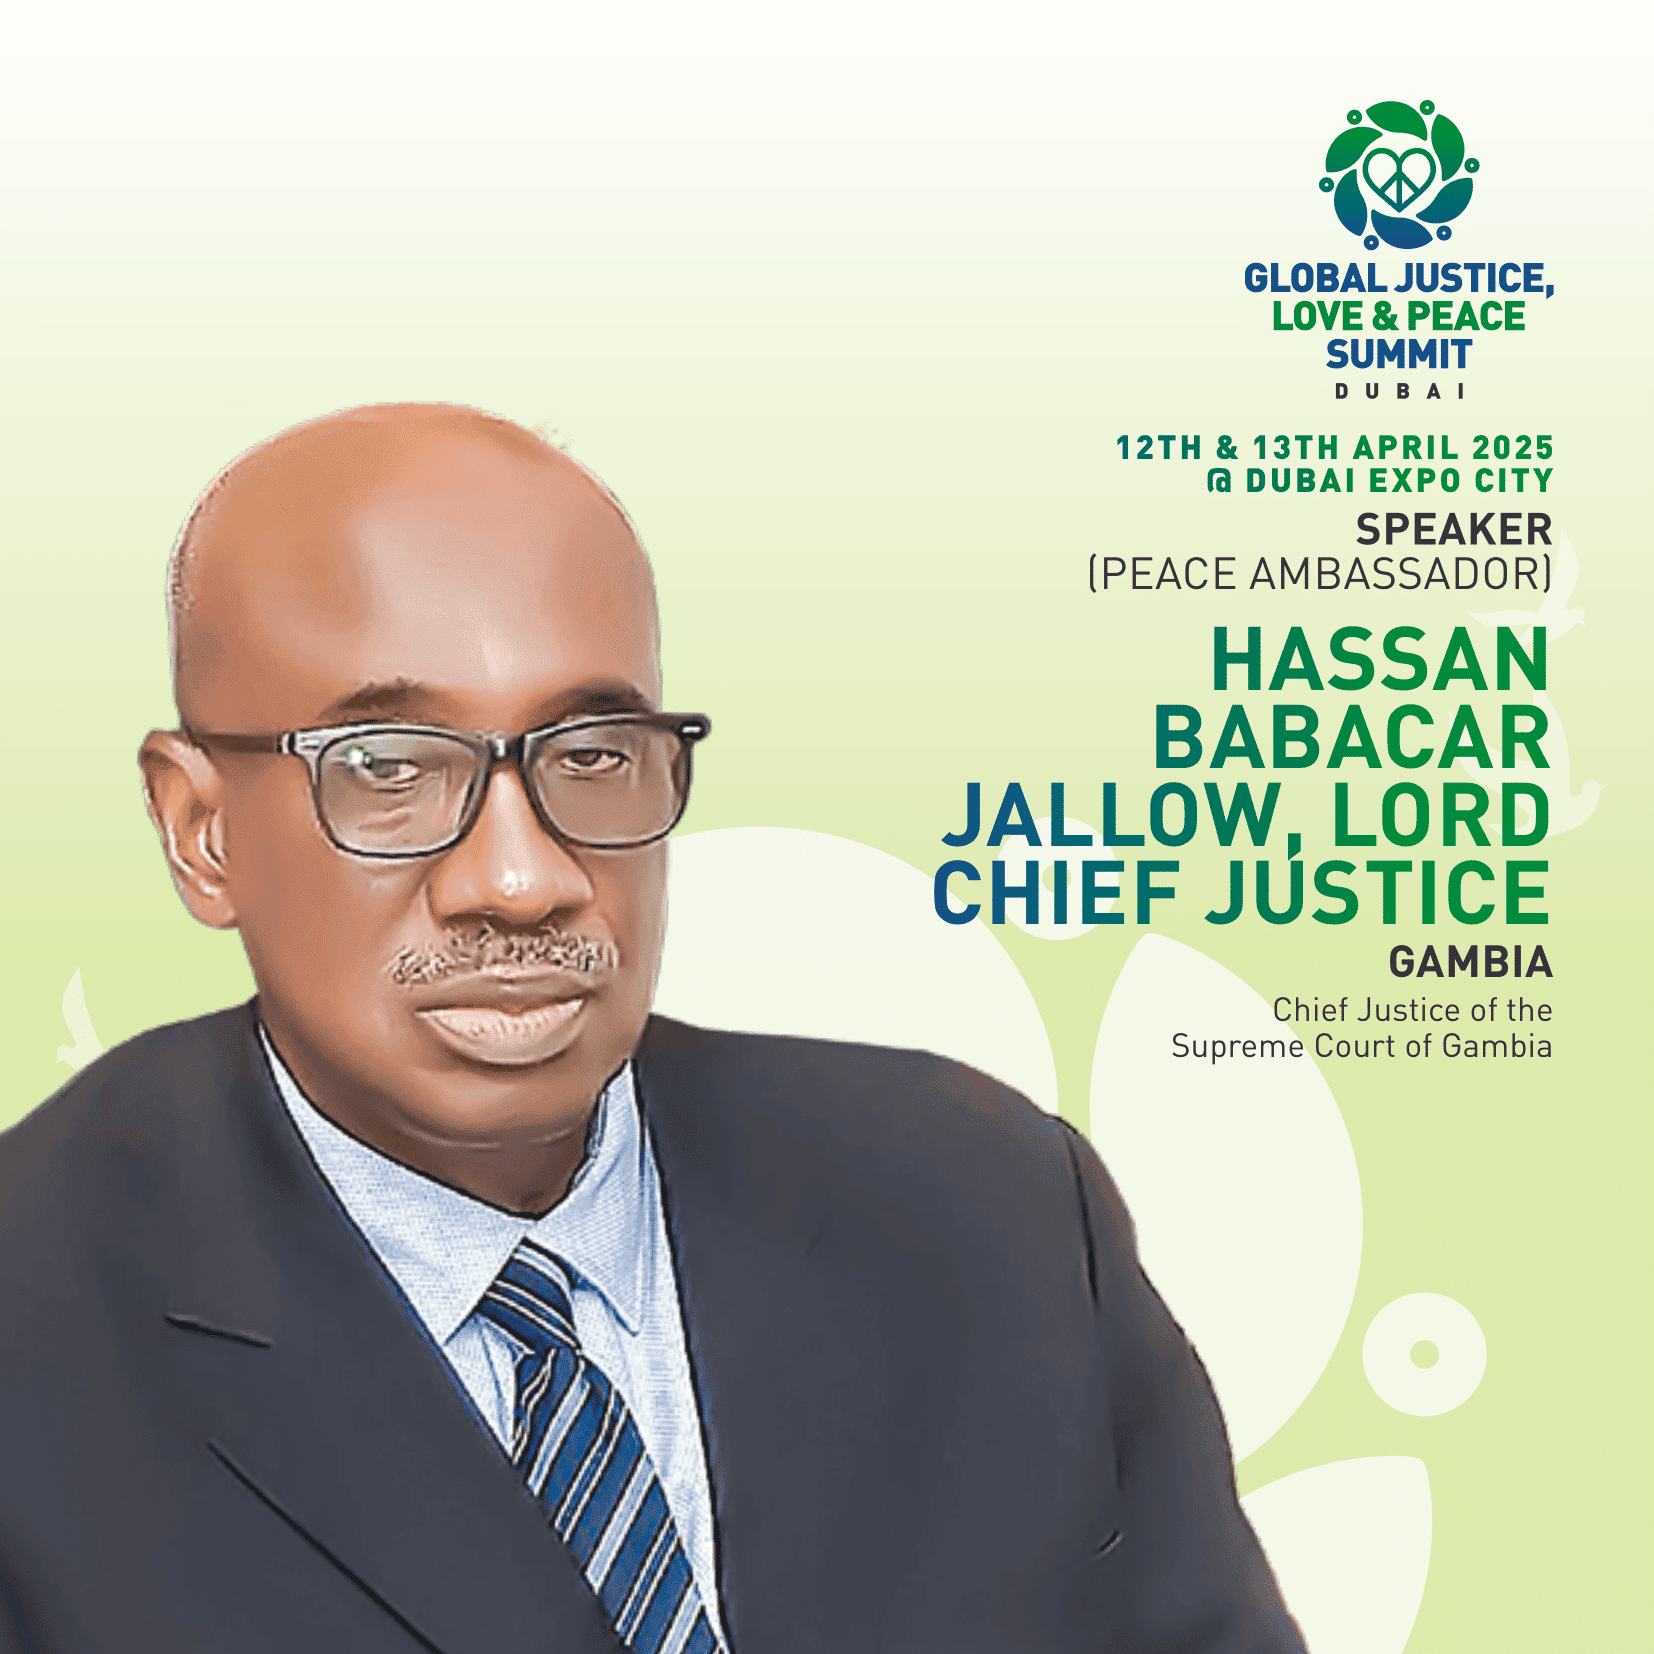 GLOBAL JUSTICE,
LOVE & PEACE
SUMMIT
DUBAI
12TH & 13TH APRIL 2025
@ DUBAI EXPO CITY
SPEAKER
(PEACE AMBASSADOR)
HASSAN
BABACAR
JALLOW, LORD
CHIEF JUSTICE
GAMBIA
Chief Justice of the
Supreme Court of Gambia